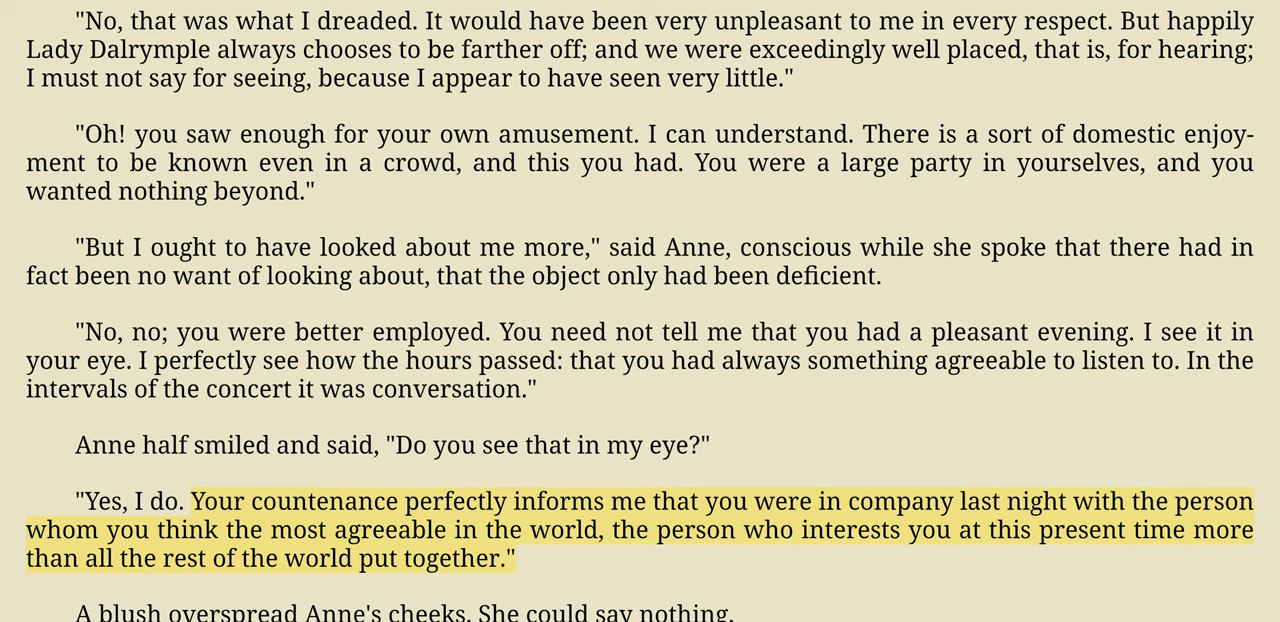 "No, that was what I dreaded. It would have been very unpleasant to me in every respect. But happily
Lady Dalrymple always chooses to be farther off; and we were exceedingly well placed, that is, for hearing;
I must not say for seeing, because I appear to have seen very little."
"Oh! you saw enough for your own amusement. I can understand. There is a sort of domestic enjoy-
ment to be known even in a crowd, and this you had. You were a large party in yourselves, and you
wanted nothing beyond."
"But I ought to have looked about me more," said Anne, conscious while she spoke that there had in
fact been no want of looking about, that the object only had been deficient.
"No, no; you were better employed. You need not tell me that you had a pleasant evening. I see it in
your eye. I perfectly see how the hours passed: that you had always something agreeable to listen to. In the
intervals of the concert it was conversation."
Anne half smiled and said, "Do you see that in my eye?"
"Yes, I do. Your countenance perfectly informs me that you were in company last night with the person
whom you think the most agreeable in the world, the person who interests you at this present time more
than all the rest of the world put together."
A blush overspread Anne's cheeks. She could say nothing.